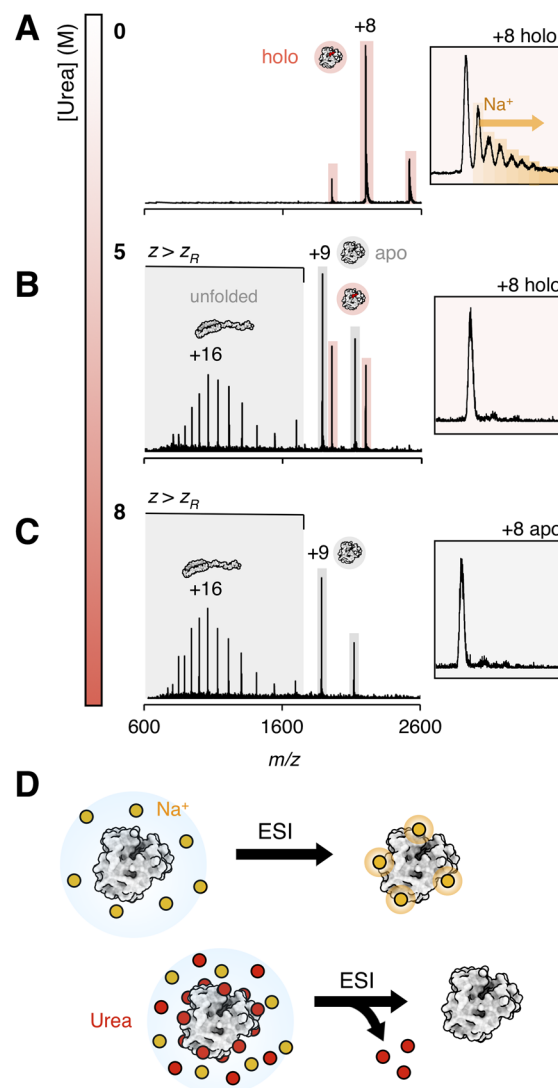 A
[Urea] (M)
0
+8
holo
+8 holo
Na⁺
B
5
z > z_R
+9
apo
unfolded
+16
+8 holo
C
8
z > z_R
+9
+16
+8 apo
600 1600 2600
m/z
D
Na⁺
ESI
Urea
ESI